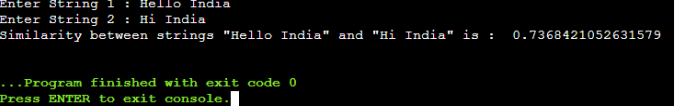 Enter String 1 : Hello India
Enter String 2 : Hi India
Similarity between strings "Hello India" and "Hi India" is :  0.7368421052631579
...Program finished with exit code 0
Press ENTER to exit console.